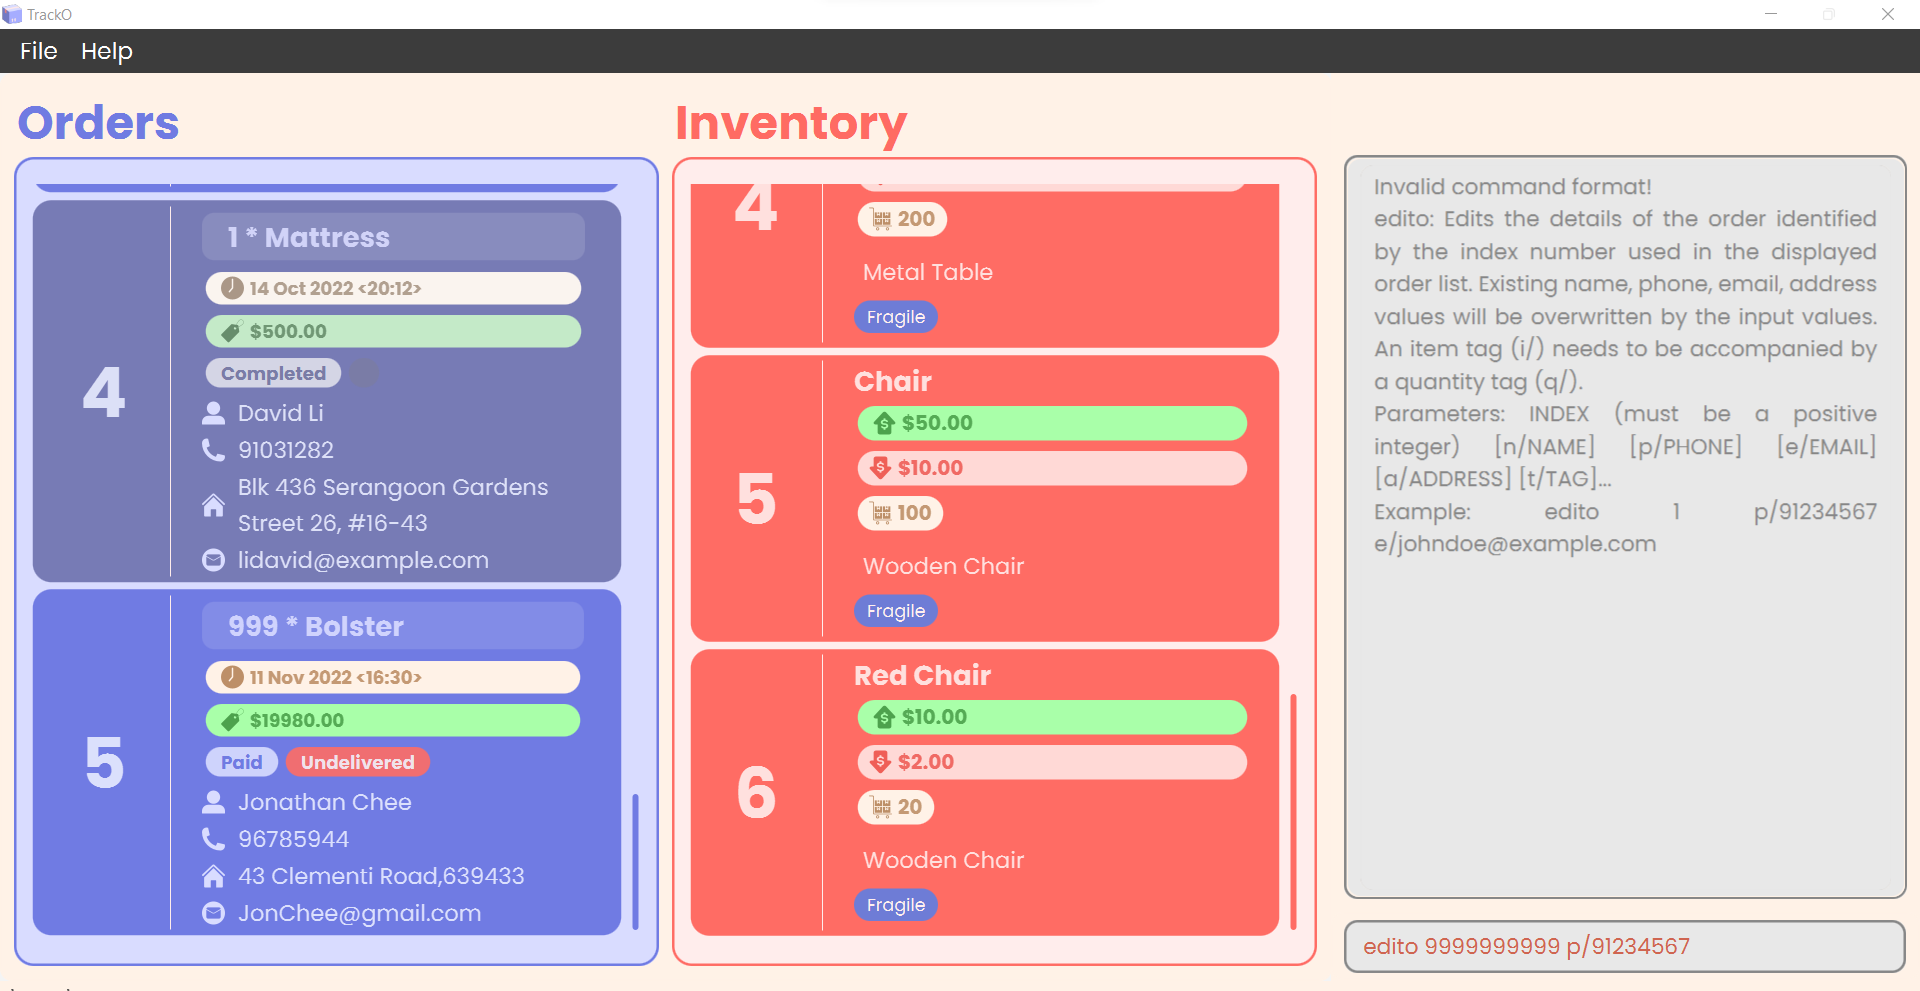 TrackO
File Help
Orders
4
1 * Mattress
14 Oct 2022 <20:12>
$500.00
Completed
David Li
91031282
Blk 436 Serangoon Gardens
Street 26, #16-43
lidavid@example.com
5
999 * Bolster
11 Nov 2022 <16:30>
$19980.00
Paid Undelivered
Jonathan Chee
96785944
43 Clementi Road,639433
JonChee@gmail.com
Inventory
4
200
Metal Table
Fragile
5
Chair
$50.00
$10.00
100
Wooden Chair
Fragile
6
Red Chair
$10.00
$2.00
20
Wooden Chair
Fragile
Invalid command format!
edito: Edits the details of the order identified
by the index number used in the displayed
order list. Existing name, phone, email, address
values will be overwritten by the input values.
An item tag (i/) needs to be accompanied by
a quantity tag (q/).
Parameters: INDEX (must be a positive
integer) [n/NAME] [p/PHONE] [e/EMAIL]
[a/ADDRESS] [t/TAG]...
Example: edito 1 p/91234567
e/johndoe@example.com
edito 9999999999 p/91234567